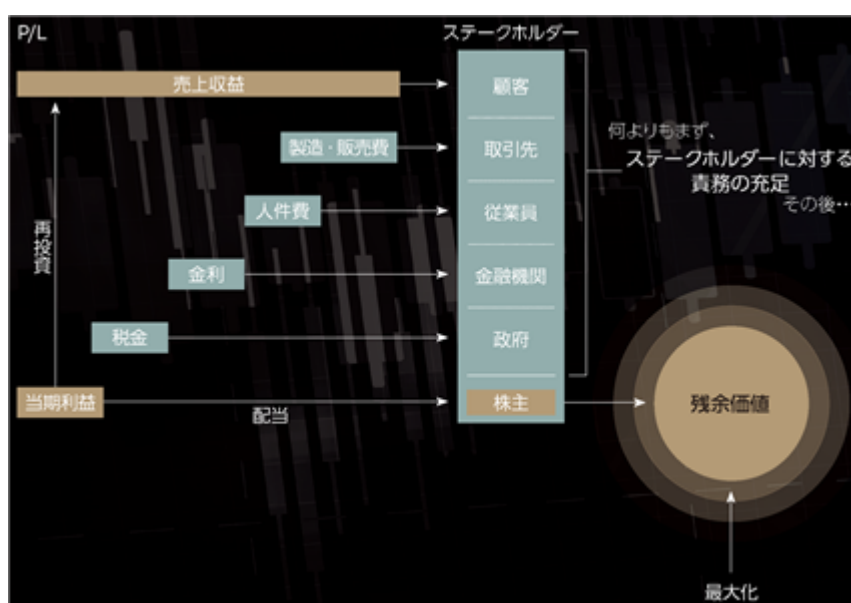 P/L
ステークホルダー
売上収益
顧客
製造・販売費
取引先
人件費
従業員
金利
金融機関
税金
政府
当期利益
配当
株主
再投資
何よりもまず、
ステークホルダーに対する
責務の充足
その後…
残余価値
最大化